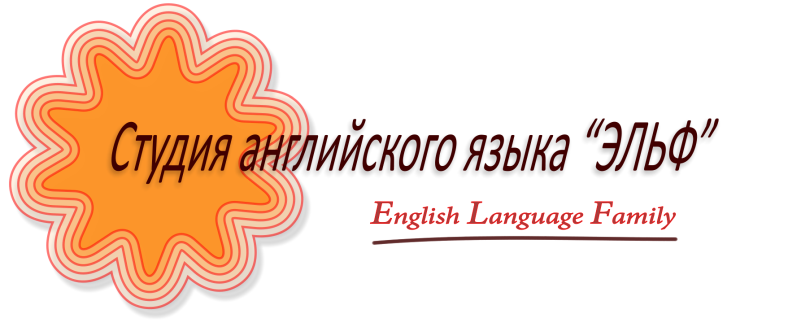 Студия английского языка “ЭЛЬФ”
English Language Family